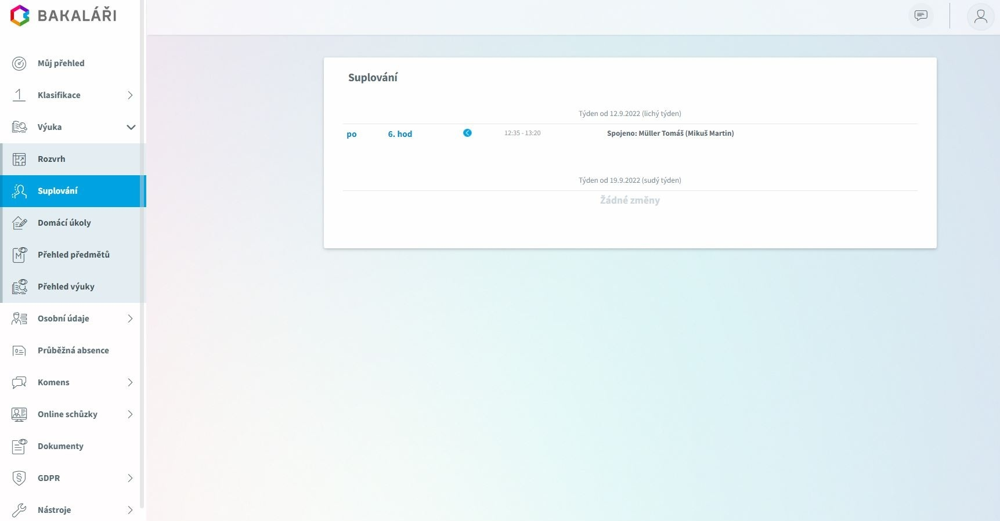 BAKALÁŘI
Můj přehled
Klasifikace
Výuka
Rozvrh
Suplování
Domácí úkoly
Přehled předmětů
Přehled výuky
Osobní údaje
Průběžná absence
Komens
Online schůzky
Dokumenty
GDPR
Nástroje
Suplování
Týden od 12.9.2022 (lichý týden)
po 6. hod 12:35 - 13:20 Spojeno: Müller Tomáš (Mikuš Martin)
Týden od 19.9.2022 (sudý týden)
Žádné změny